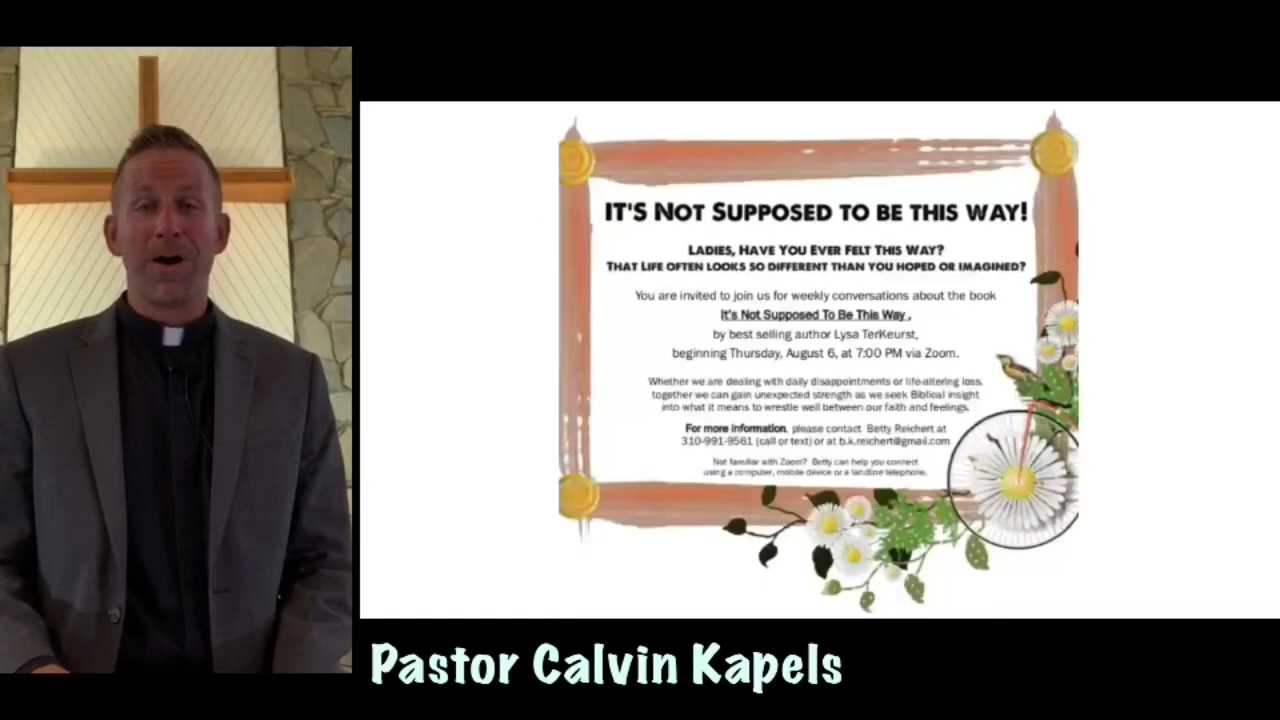 IT'S NOT SUPPOSED TO BE THIS WAY!
LADIES, HAVE YOU EVER FELT THIS WAY?
THAT LIFE OFTEN LOOKS SO DIFFERENT THAN YOU HOPED OR IMAGINED?
You are invited to join us for weekly conversations about the book
It's Not Supposed To Be This Way ,
by best selling author Lysa TerKeurst,
beginning Thursday, August 6, at 7:00 PM via Zoom.
Whether we are dealing with daily disappointments or life-altering loss,
together we can gain unexpected strength as we seek Biblical insight
into what it means to wrestle well between our faith and feelings.
For more information, please contact Betty Reichert at
310-991-9561 (call or text) or at b.k.reichert@gmail.com
Not familiar with Zoom? Betty can help you connect
using a computer, mobile device or a landline telephone.
Pastor Calvin Kapels